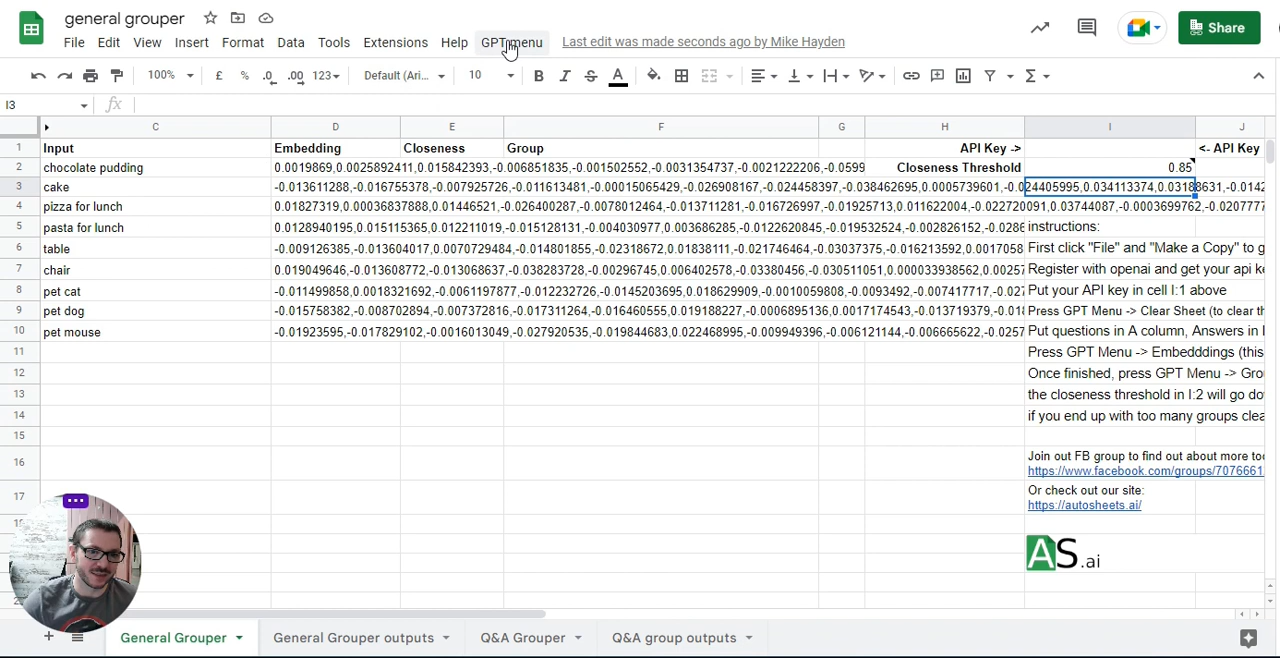 general grouper
File Edit View Insert Format Data Tools Extensions Help GPT menu Last edit was made seconds ago by Mike Hayden
Share
100% £ % .0 .00 123 Default (Ari... 10 B I S A Σ
I3 fx
C D E F G H I J
1 Input Embedding Closeness Group API Key -> <- API Key
2 chocolate pudding 0.0019869,0.0025892411,0.015842393,-0.006851835,-0.001502552,-0.0031354737,-0.0021222206,-0.0599 Closeness Threshold 0.85
3 cake -0.013611288,-0.016755378,-0.007925726,-0.011613481,-0.00015065429,-0.026908167,-0.024458397,-0.038462695,0.0005739601,-0.024405995,0.034113374,0.03188631,-0.0142
4 pizza for lunch 0.01827319,0.00036837888,0.01446521,-0.026400287,-0.0078012464,-0.013711281,-0.016726997,-0.01925713,0.011622004,-0.022720091,0.03744087,-0.0003699762,-0.0207777
5 pasta for lunch 0.0128940195,0.015115365,0.012211019,-0.015128131,-0.004030977,0.003686285,-0.0122620845,-0.019532524,-0.002826152,-0.0286 instructions:
6 table -0.009126385,-0.013604017,0.0070729484,-0.014801855,-0.02318672,0.01838111,-0.021746464,-0.03037375,-0.016213592,0.0017058 First click "File" and "Make a Copy" to g
7 chair 0.019049646,-0.013608772,-0.013068637,-0.038283728,-0.00296745,0.006402578,-0.03380456,-0.030511051,0.000033938562,0.00257 Register with openai and get your api k
8 pet cat -0.011499858,0.0018321692,-0.0061197877,-0.012232726,-0.0145203695,0.018629909,-0.0010059808,-0.0093492,-0.007417717,-0.027 Put your API key in cell I:1 above
9 pet dog -0.015758382,-0.008702894,-0.007372816,-0.017311264,-0.016460555,0.019188227,-0.0006895136,0.0017174543,-0.013719379,-0.018 Press GPT Menu -> Clear Sheet (to clear th
10 pet mouse -0.01923595,-0.017829102,-0.0016013049,-0.027920535,-0.019844683,0.022468995,-0.009949396,-0.006121144,-0.006665622,-0.0257 Put questions in A column, Answers in
11 Press GPT Menu -> Embedddings (this
12 Once finished, press GPT Menu -> Gro
13 the closeness threshold in I:2 will go do
14 if you end up with too many groups clea
15
16 Join out FB group to find out about more too
https://www.facebook.com/groups/7076661
17 Or check out our site:
https://autosheets.ai/
AS.ai
General Grouper General Grouper outputs Q&A Grouper Q&A group outputs